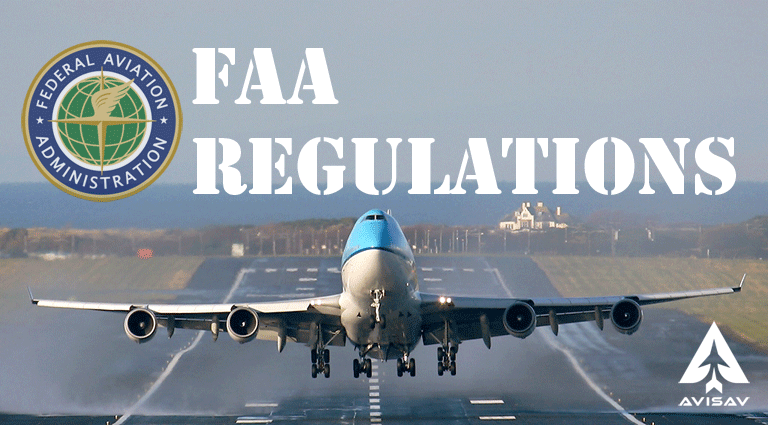 FEDERAL AVIATION
ADMINISTRATION
FAA
REGULATIONS
AVISAV